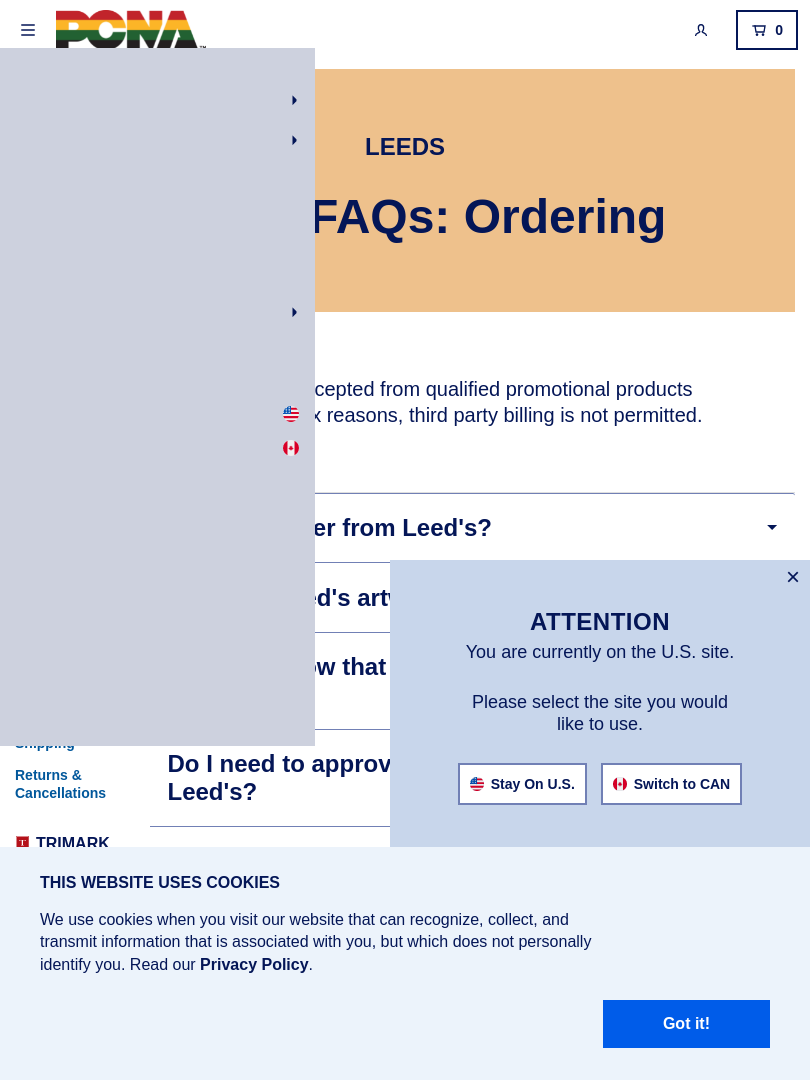 PCNA
0
LEEDS
FAQs: Ordering
cepted from qualified promotional products
x reasons, third party billing is not permitted.
er from Leed's?
ed's artw
ow that
Shipping
Do I need to approv
Leed's?
Returns &
Cancellations
TRIMARK
×
ATTENTION
You are currently on the U.S. site.
Please select the site you would
like to use.
Stay On U.S.
Switch to CAN
THIS WEBSITE USES COOKIES
We use cookies when you visit our website that can recognize, collect, and
transmit information that is associated with you, but which does not personally
identify you. Read our Privacy Policy.
Got it!